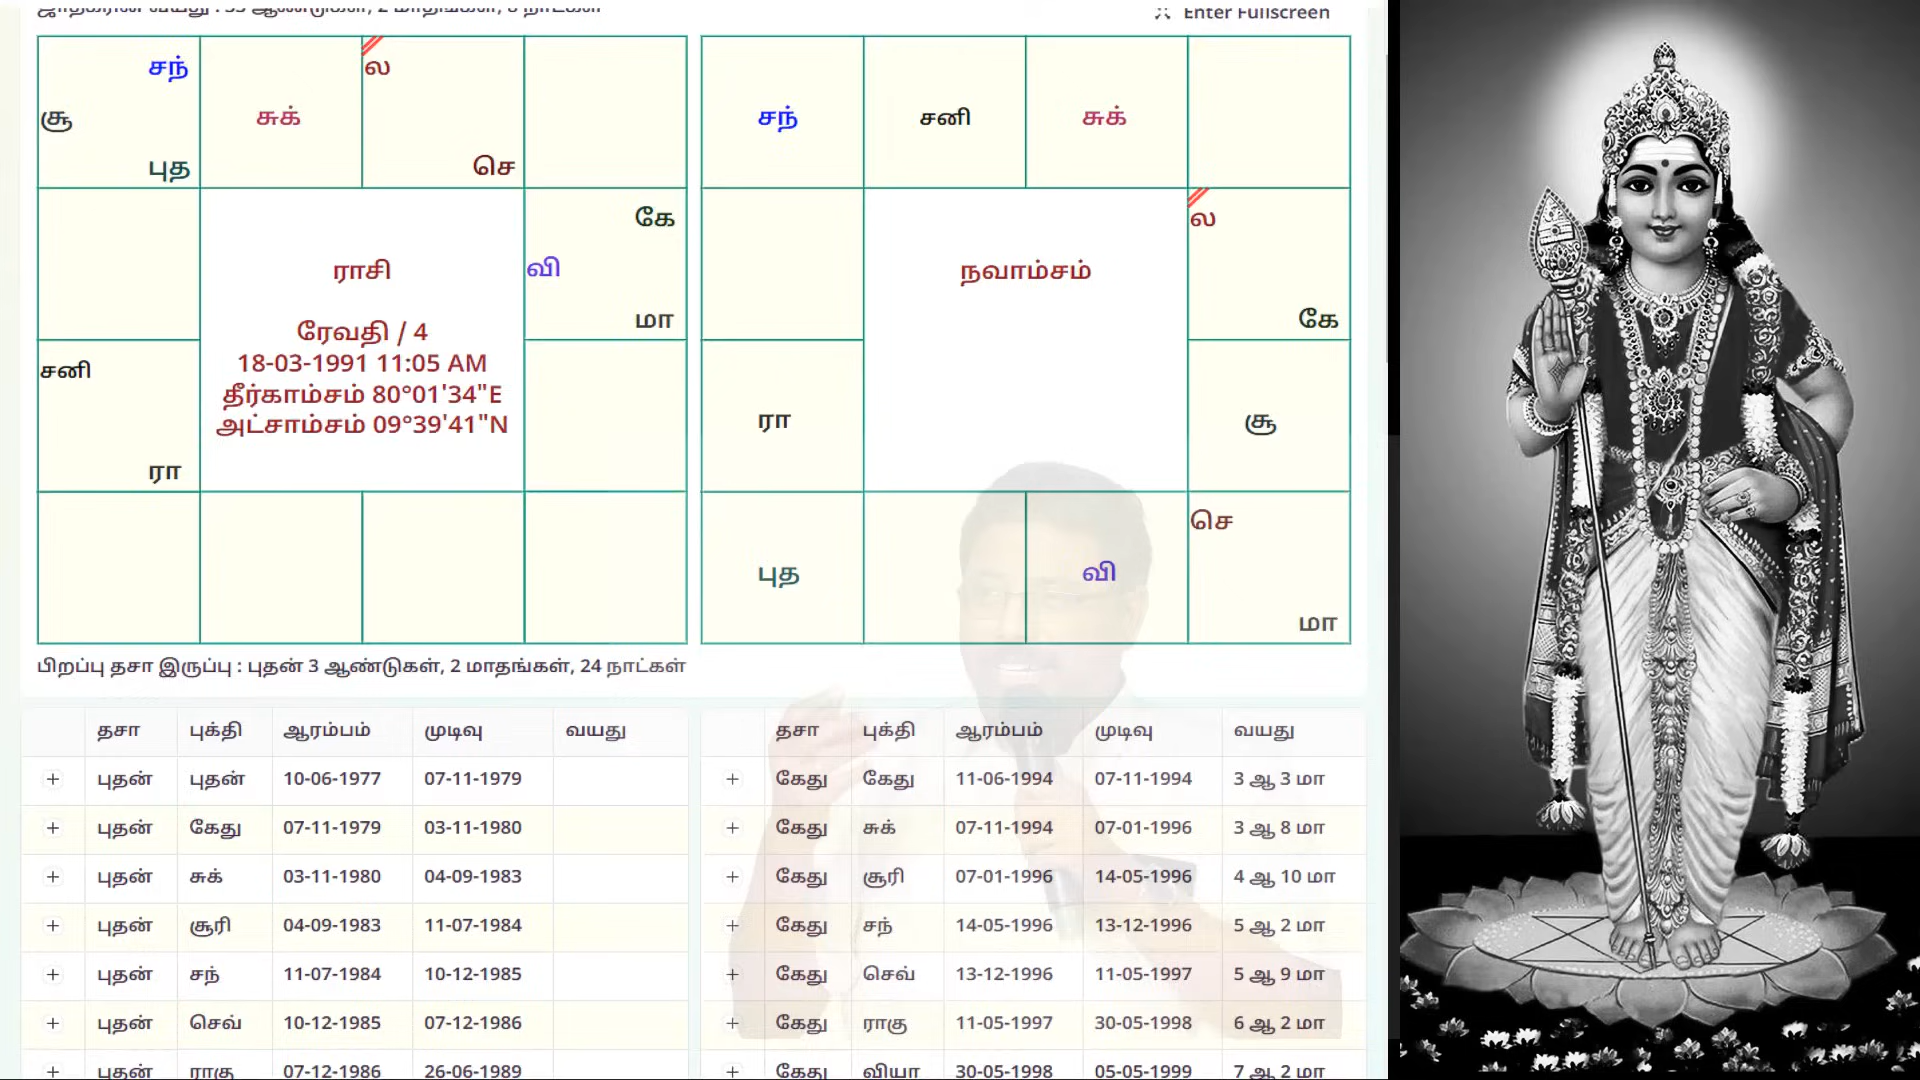 Enter Fullscreen
சந்
சூ
புத
சுக்
ல
செ
கே
வி
மா
சனி
ரா
ராசி
ரேவதி / 4
18-03-1991 11:05 AM
தீர்காம்சம் 80°01'34"E
அட்சாம்சம் 09°39'41"N
சந்
சனி
சுக்
ல
கே
நவாம்சம்
ரா
சூ
புத
வி
செ
மா
பிறப்பு தசா இருப்பு : புதன் 3 ஆண்டுகள், 2 மாதங்கள், 24 நாட்கள்
தசா புக்தி ஆரம்பம் முடிவு வயது
+ புதன் புதன் 10-06-1977 07-11-1979
+ புதன் கேது 07-11-1979 03-11-1980
+ புதன் சுக் 03-11-1980 04-09-1983
+ புதன் சூரி 04-09-1983 11-07-1984
+ புதன் சந் 11-07-1984 10-12-1985
+ புதன் செவ் 10-12-1985 07-12-1986
+ புதன் ராகு 07-12-1986 26-06-1989
தசா புக்தி ஆரம்பம் முடிவு வயது
+ கேது கேது 11-06-1994 07-11-1994 3 ஆ 3 மா
+ கேது சுக் 07-11-1994 07-01-1996 3 ஆ 8 மா
+ கேது சூரி 07-01-1996 14-05-1996 4 ஆ 10 மா
+ கேது சந் 14-05-1996 13-12-1996 5 ஆ 2 மா
+ கேது செவ் 13-12-1996 11-05-1997 5 ஆ 9 மா
+ கேது ராகு 11-05-1997 30-05-1998 6 ஆ 2 மா
+ கேது வியா 30-05-1998 05-05-1999 7 ஆ 2 மா